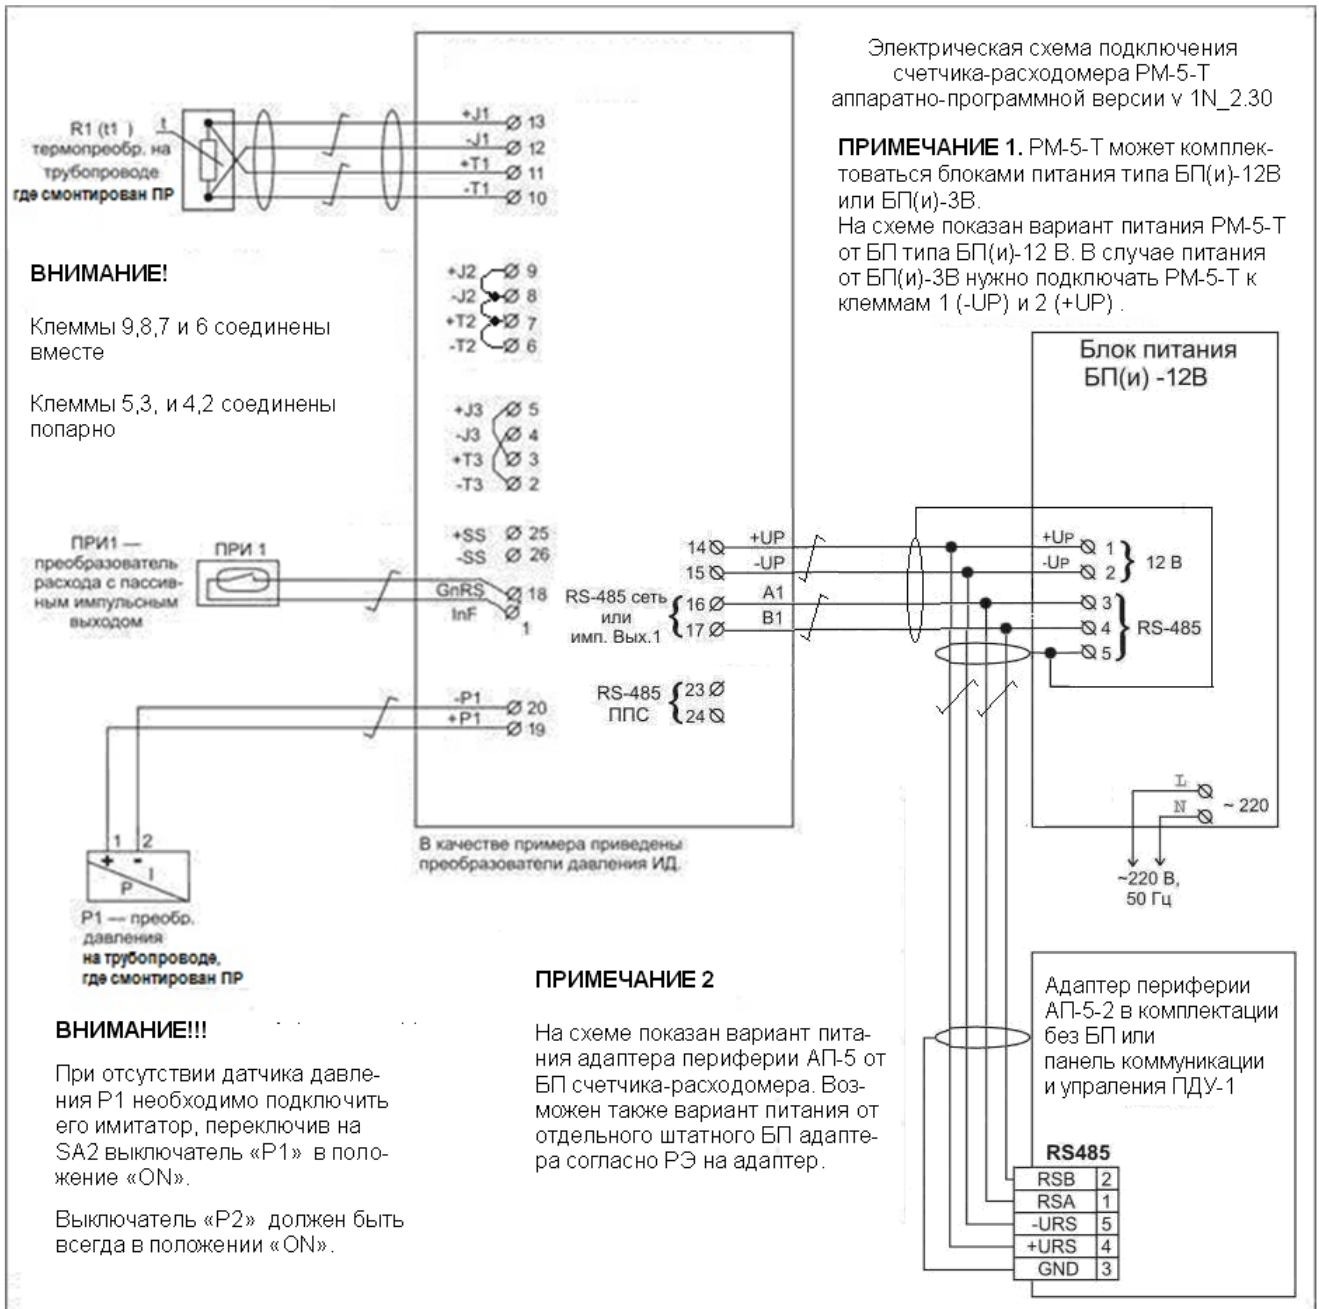 Электрическая схема подключения
счетчика-расходомера РМ-5-Т
аппаратно-программной версии v 1N_2.30
ПРИМЕЧАНИЕ 1. РМ-5-Т может комплек-
товаться блоками питания типа БП(и)-12В
или БП(и)-3В.
На схеме показан вариант питания РМ-5-Т
от БП типа БП(и)-12 В. В случае питания
от БП(и)-3В нужно подключать РМ-5-Т к
клеммам 1 (-UP) и 2 (+UP) .
R1 (t1 )
термопреобр. на
трубопроводе
где смонтирован ПР
t
+J1 13
-J1 12
+T1 11
-T1 10
ВНИМАНИЕ!
Клеммы 9,8,7 и 6 соединены
вместе
Клеммы 5,3, и 4,2 соединены
попарно
+J2 9
-J2 8
+T2 7
-T2 6
+J3 5
-J3 4
+T3 3
-T3 2
+SS 25
-SS 26
GnRS 18
InF 1
ПРИ1 —
преобразователь
расхода с пассив-
ным импульсным
выходом
ПРИ 1
-P1 20
+P1 19
14 +UP
15 -UP
RS-485 сеть
или
имп. Вых.1
16 A1
17 B1
RS-485
ППС
23
24
Блок питания
БП(и) -12В
+UP 1
-UP 2
12 В
3
4
5
RS-485
L
N
~ 220
~220 В,
50 Гц
1 2
+ -
P I
P1 — преобр.
давления
на трубопроводе,
где смонтирован ПР
В качестве примера приведены
преобразователи давления ИД.
ВНИМАНИЕ!!!
При отсутствии датчика давле-
ния Р1 необходимо подключить
его имитатор, переключив на
SA2 выключатель «Р1» в поло-
жение «ON».
Выключатель «Р2» должен быть
всегда в положении «ON».
ПРИМЕЧАНИЕ 2
На схеме показан вариант пита-
ния адаптера периферии АП-5 от
БП счетчика-расходомера. Воз-
можен также вариант питания от
отдельного штатного БП адапте-
ра согласно РЭ на адаптер.
Адаптер периферии
АП-5-2 в комплектации
без БП или
панель коммуникации
и упраления ПДУ-1
RS485
RSB 2
RSA 1
-URS 5
+URS 4
GND 3